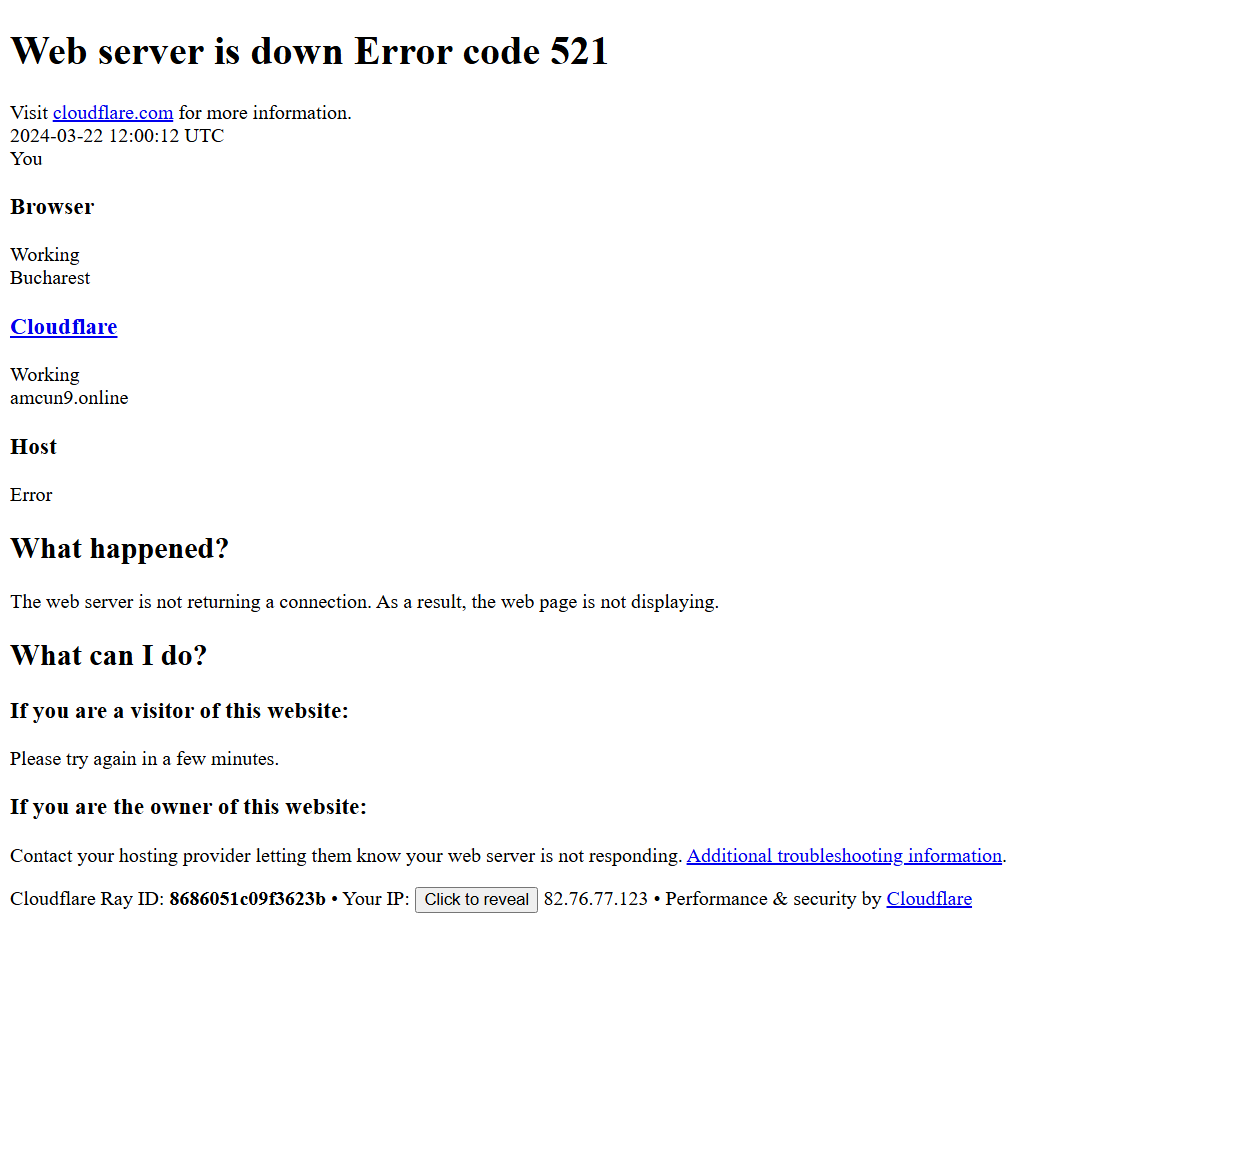 Web server is down Error code 521
Visit cloudflare.com for more information.
2024-03-22 12:00:12 UTC
You
Browser
Working
Bucharest
Cloudflare
Working
amcun9.online
Host
Error
What happened?
The web server is not returning a connection. As a result, the web page is not displaying.
What can I do?
If you are a visitor of this website:
Please try again in a few minutes.
If you are the owner of this website:
Contact your hosting provider letting them know your web server is not responding. Additional troubleshooting information.
Cloudflare Ray ID: 8686051c09f3623b • Your IP: Click to reveal 82.76.77.123 • Performance & security by Cloudflare